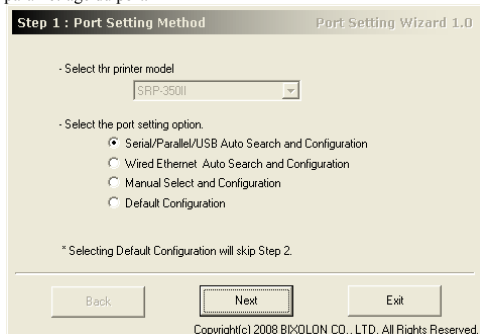 Step 1 : Port Setting Method Port Setting Wizard 1.0
- Select thr printer model
SRP-350II
- Select the port setting option.
Serial/Parallel/USB Auto Search and Configuration
Wired Ethernet Auto Search and Configuration
Manual Select and Configuration
Default Configuration
* Selecting Default Configuration will skip Step 2.
Back Next Exit
Copyright(c) 2008 BIXOLON CO., LTD. All Rights Reserved.